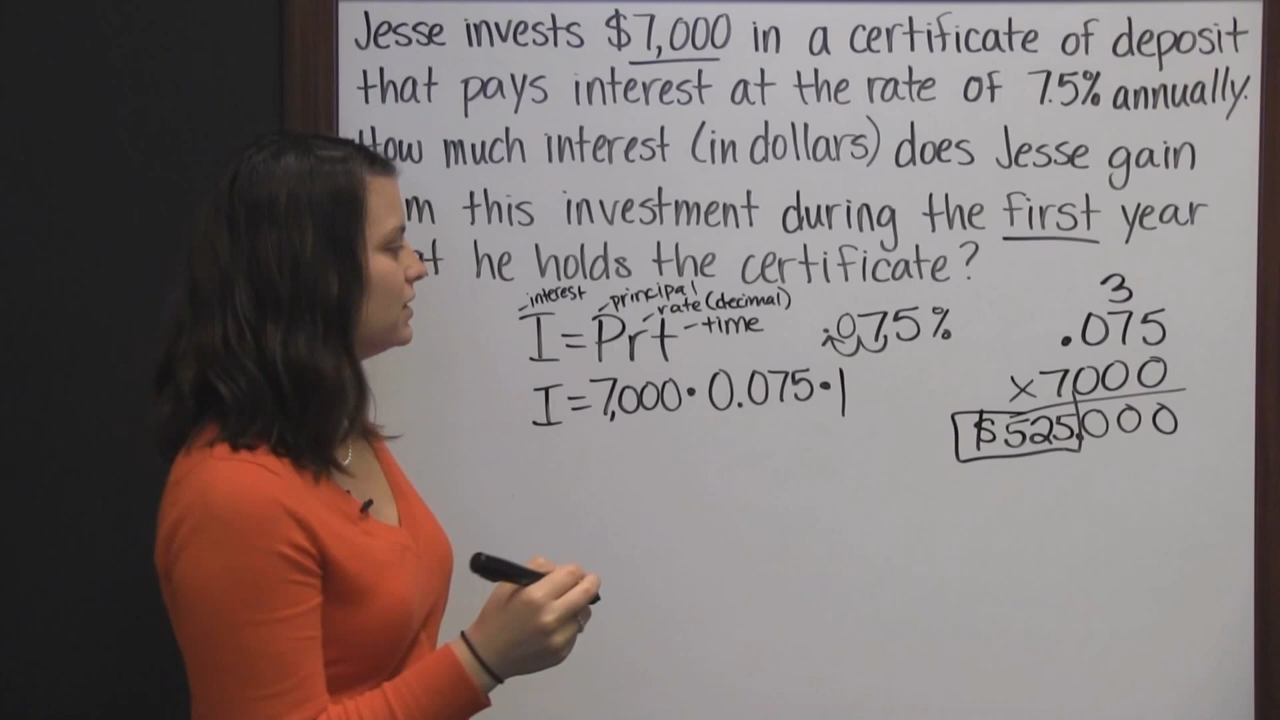 Jesse invests $7,000 in a certificate of deposit
that pays interest at the rate of 7.5% annually.
How much interest (in dollars) does Jesse gain
m this investment during the first year
t he holds the certificate?
interest
principal
rate (decimal)
I = Prt - time
.075%
I = 7,000 · 0.075 · 1
3
.075
x 7000
$525.000